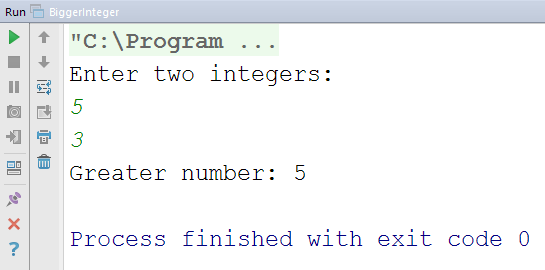 Run BiggerInteger
"C:\Program ...
Enter two integers:
5
3
Greater number: 5
Process finished with exit code 0